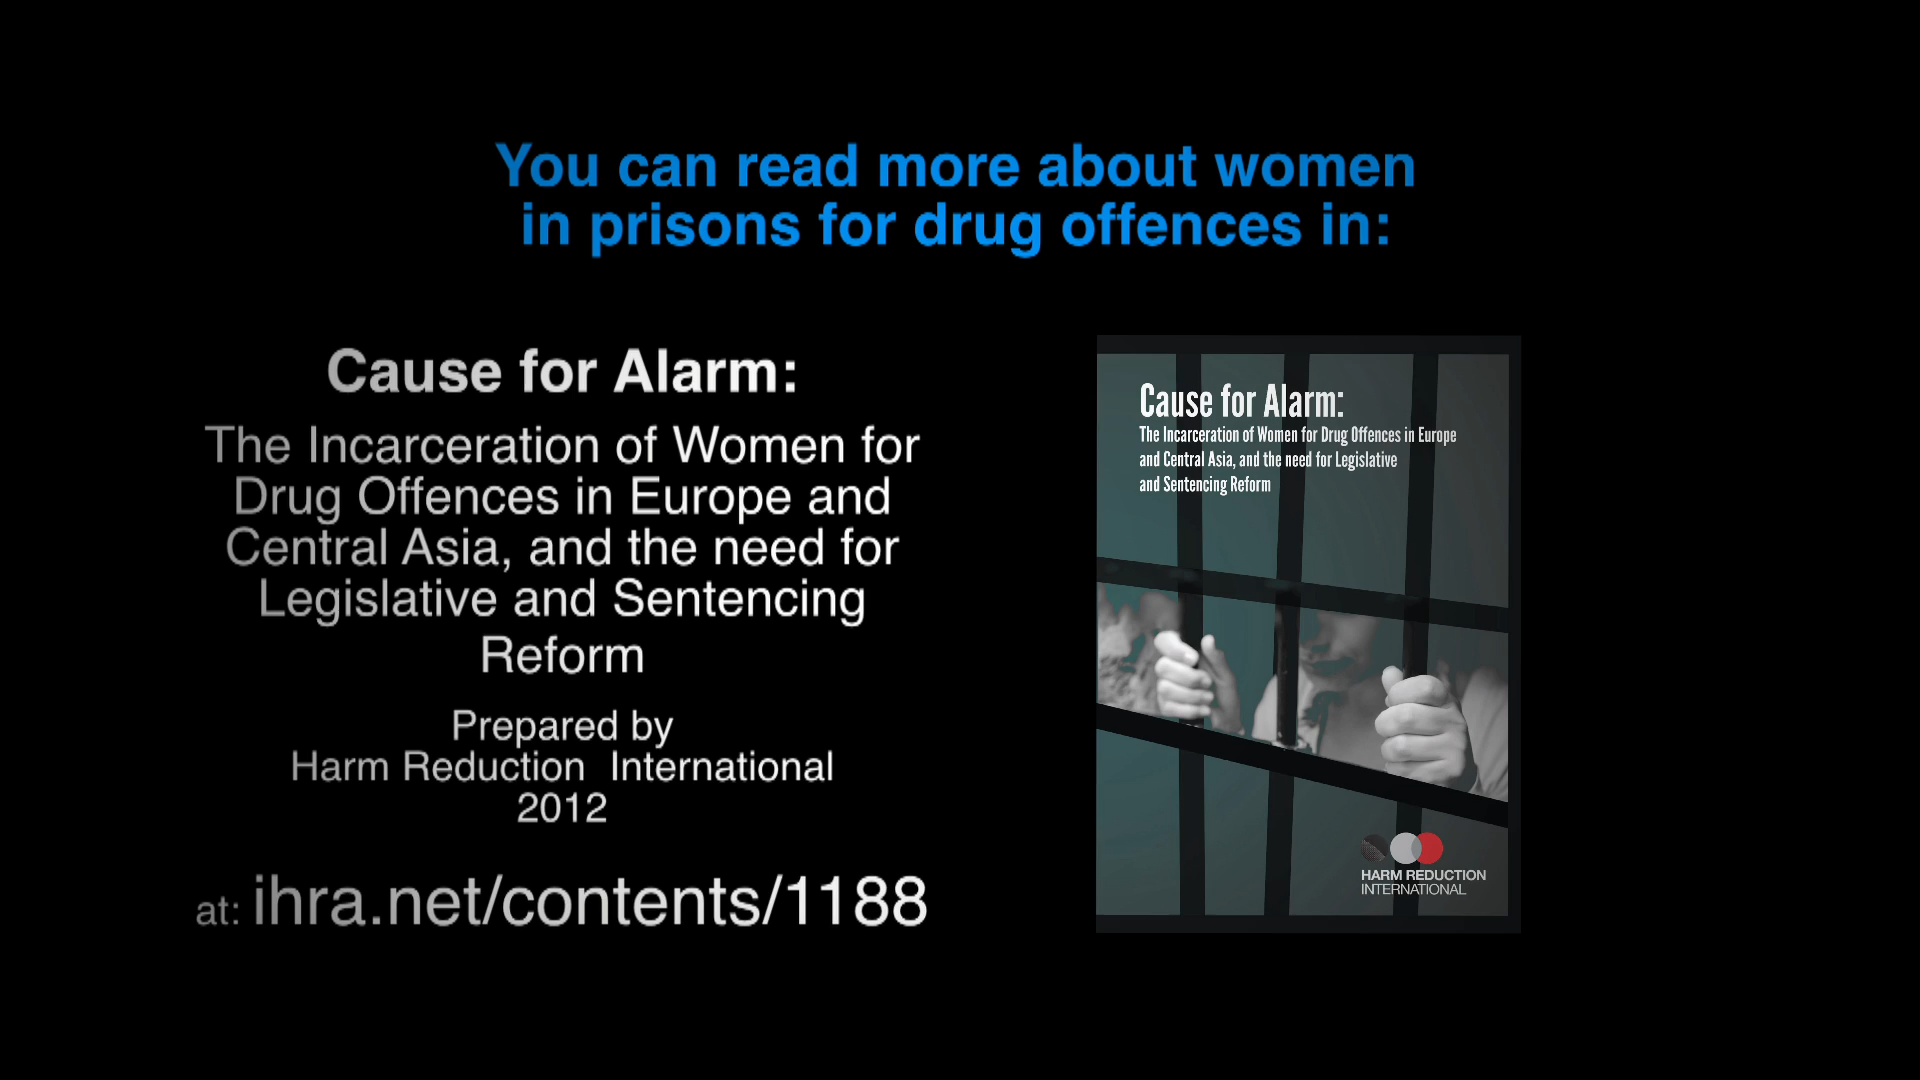 You can read more about women
in prisons for drug offences in:
Cause for Alarm:
The Incarceration of Women for
Drug Offences in Europe and
Central Asia, and the need for
Legislative and Sentencing
Reform
Prepared by
Harm Reduction International
2012
at: ihra.net/contents/1188
Cause for Alarm:
The Incarceration of Women for Drug Offences in Europe
and Central Asia, and the need for Legislative
and Sentencing Reform
HARM REDUCTION
INTERNATIONAL